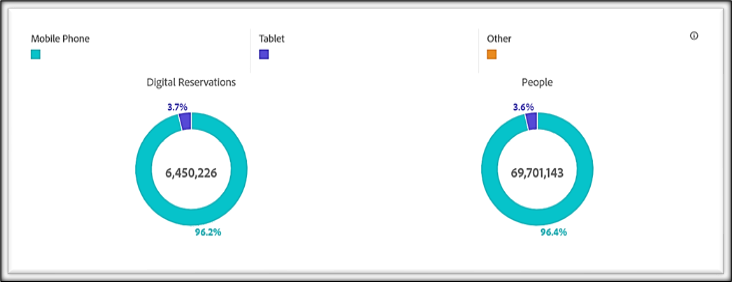 Mobile Phone
Tablet
Other
Digital Reservations
People
3.7%
6,450,226
96.2%
3.6%
69,701,143
96.4%